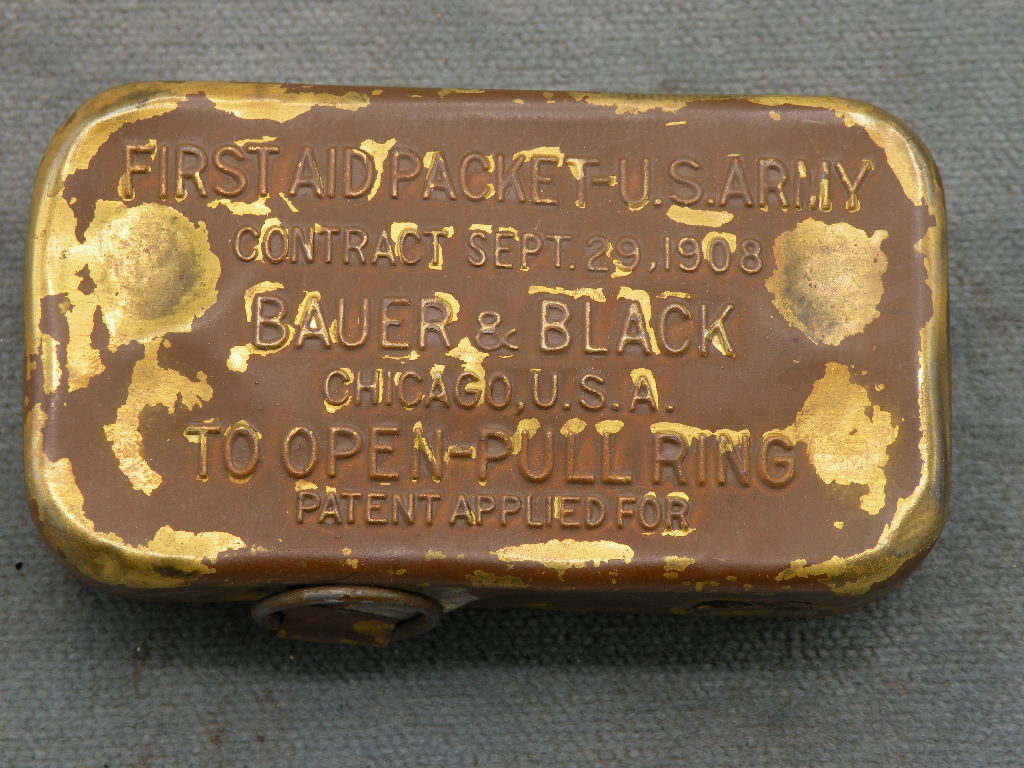 FIRST AID PACKET-U.S.ARMY
CONTRACT SEPT. 29, 1908
BAUER & BLACK
CHICAGO, U.S.A.
TO OPEN-PULL RING
PATENT APPLIED FOR